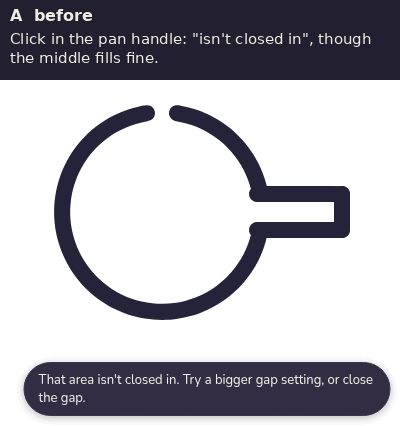 A before
Click in the pan handle: "isn't closed in", though
the middle fills fine.
That area isn't closed in. Try a bigger gap setting, or close
the gap.